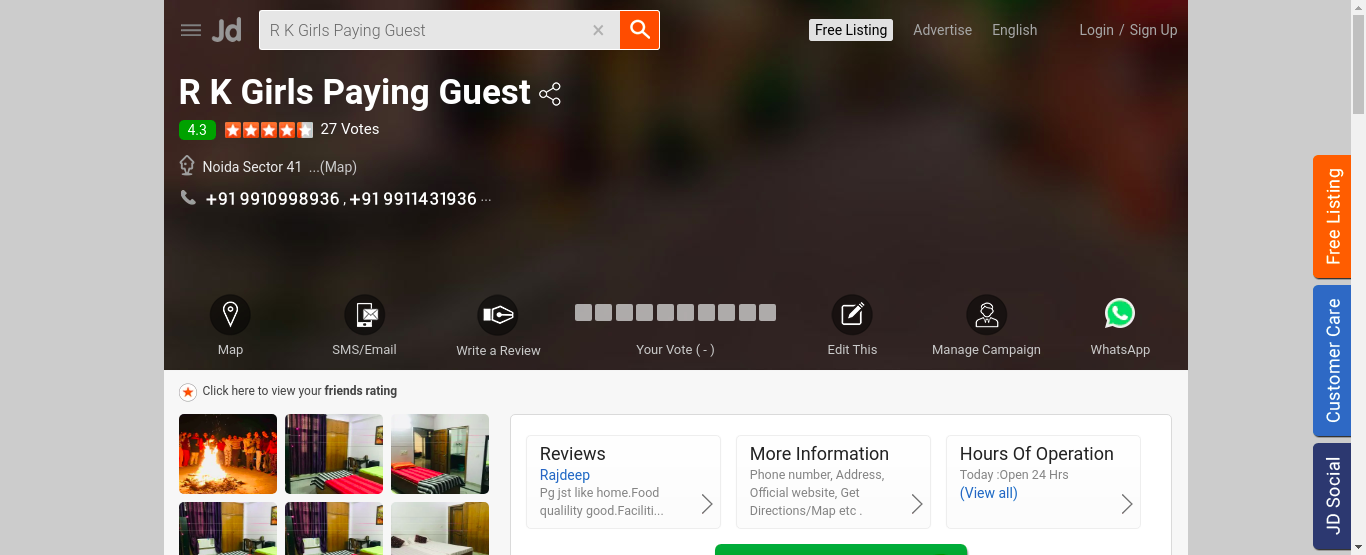 Jd
R K Girls Paying Guest
Free Listing
Advertise
English
Login / Sign Up
R K Girls Paying Guest
4.3
27 Votes
Noida Sector 41 ...(Map)
+91 9910998936 , +91 9911431936 ...
Map
SMS/Email
Write a Review
Your Vote ( - )
Edit This
Manage Campaign
WhatsApp
Click here to view your friends rating
Reviews
Rajdeep
Pg jst like home.Food
qualility good.Faciliti...
More Information
Phone number, Address,
Official website, Get
Directions/Map etc .
Hours Of Operation
Today :Open 24 Hrs
(View all)
Free Listing
Customer Care
JD Social